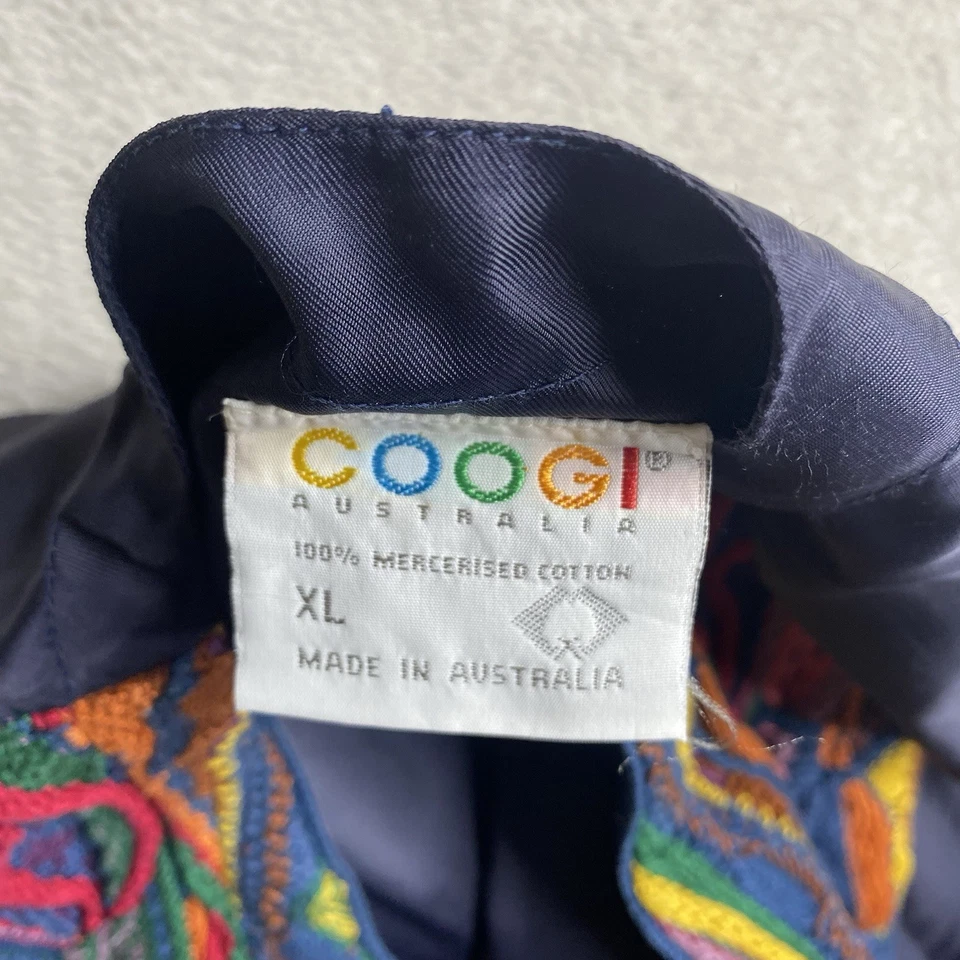 COOGI®
AUSTRALIA
100% MERCERISED COTTON
XL
MADE IN AUSTRALIA